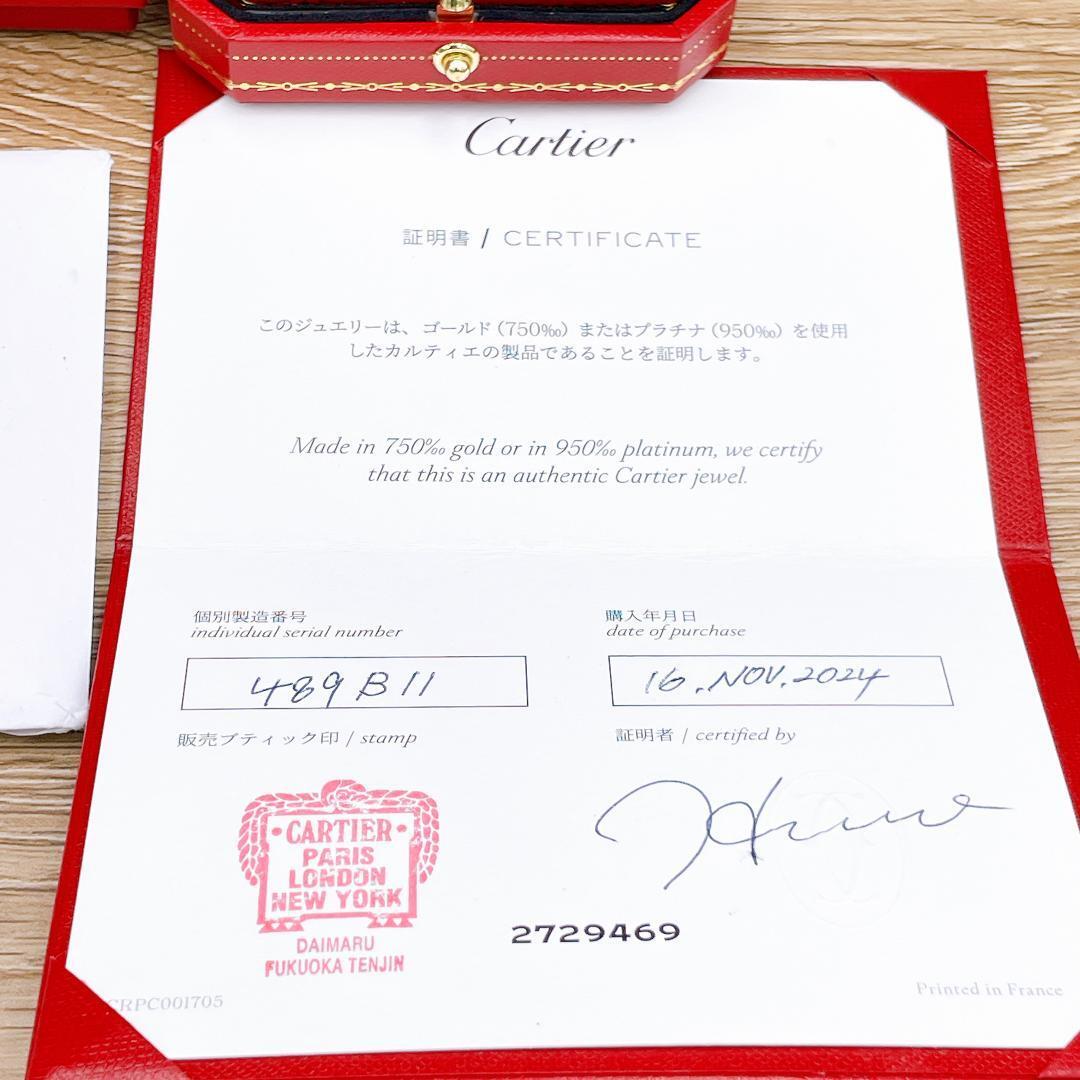 Cartier
証明書 / CERTIFICATE
このジュエリーは、ゴールド（750‰）またはプラチナ（950‰）を使用
したカルティエの製品であることを証明します。
Made in 750‰ gold or in 950‰ platinum, we certify
that this is an authentic Cartier jewel.
個別製造番号
individual serial number
489B11
購入年月日
date of purchase
16.NOV.2024
販売ブティック印 / stamp
証明者 / certified by
CARTIER
PARIS
LONDON
NEW YORK
DAIMARU
FUKUOKA TENJIN
2729469
CRPC001705
Printed in France